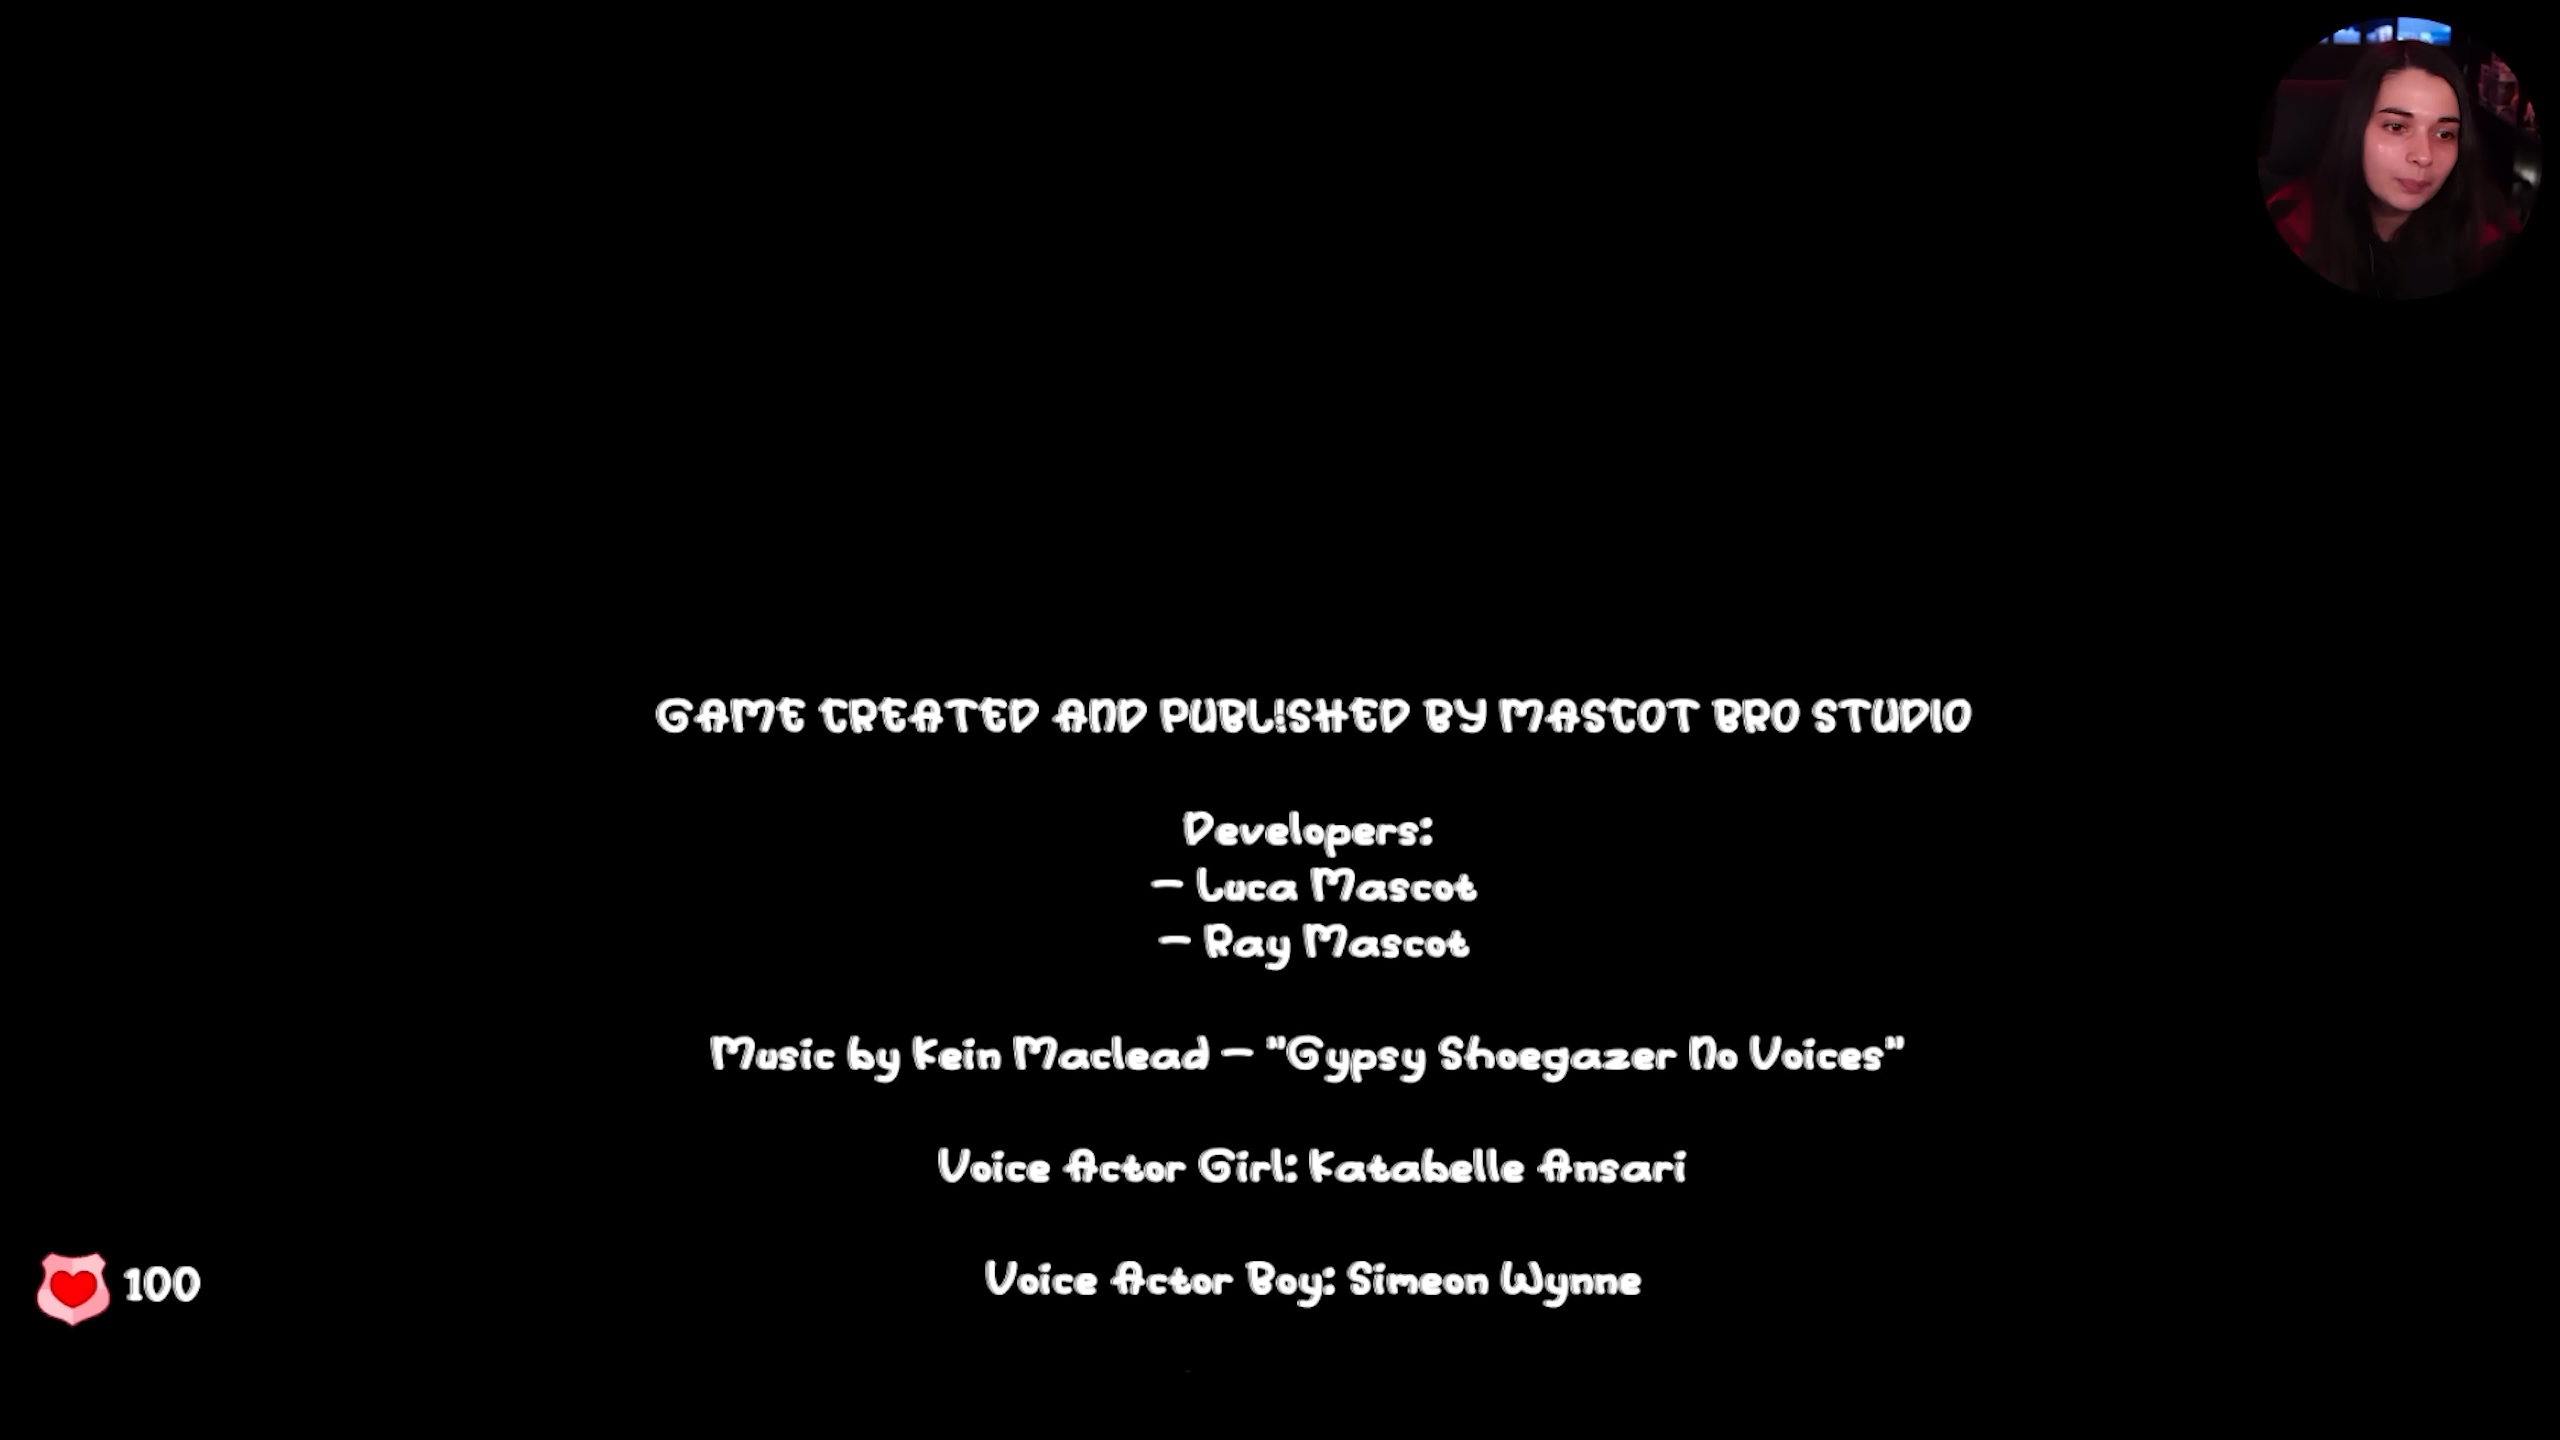 GAME CREATED AND PUBLISHED BY MASCOT BRO STUDIO
Developers:
- Luca Mascot
- Ray Mascot
Music by Kein Maclead - "Gypsy Shoegazer No Voices"
Voice Actor Girl: Katabelle Ansari
Voice Actor Boy: Simeon Wynne
100